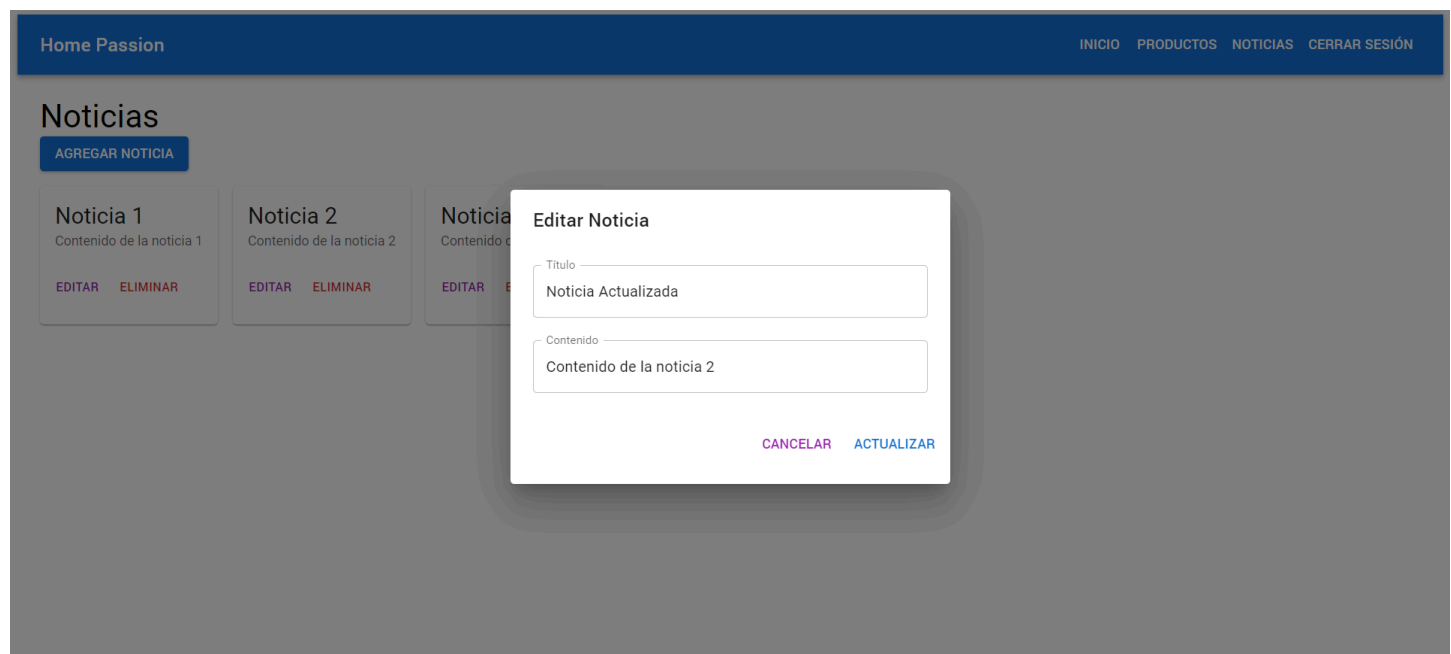 Home Passion
INICIO PRODUCTOS NOTICIAS CERRAR SESIÓN
Noticias
AGREGAR NOTICIA
Noticia 1
Contenido de la noticia 1
EDITAR ELIMINAR
Noticia 2
Contenido de la noticia 2
EDITAR ELIMINAR
Noticia
Contenido
EDITAR
Editar Noticia
Título
Noticia Actualizada
Contenido
Contenido de la noticia 2
CANCELAR ACTUALIZAR